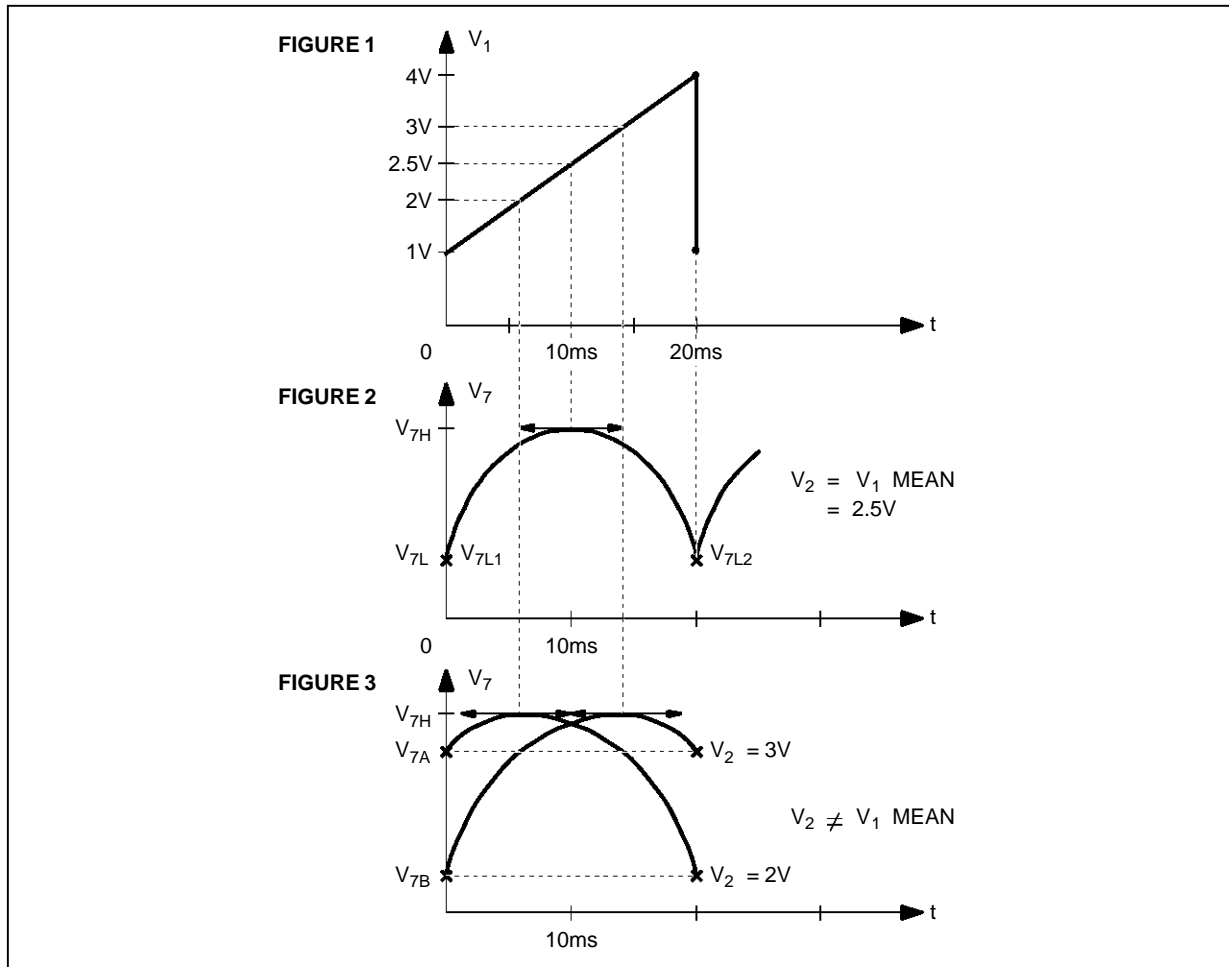 FIGURE 1
V1
4V
3V
2.5V
2V
1V
t
0
10ms
20ms
FIGURE 2
V7
V7H
V2 = V1 MEAN
= 2.5V
V7L
V7L1
V7L2
t
0
10ms
FIGURE 3
V7
V7H
V7A
V2 = 3V
V2 ≠ V1 MEAN
V7B
V2 = 2V
t
10ms